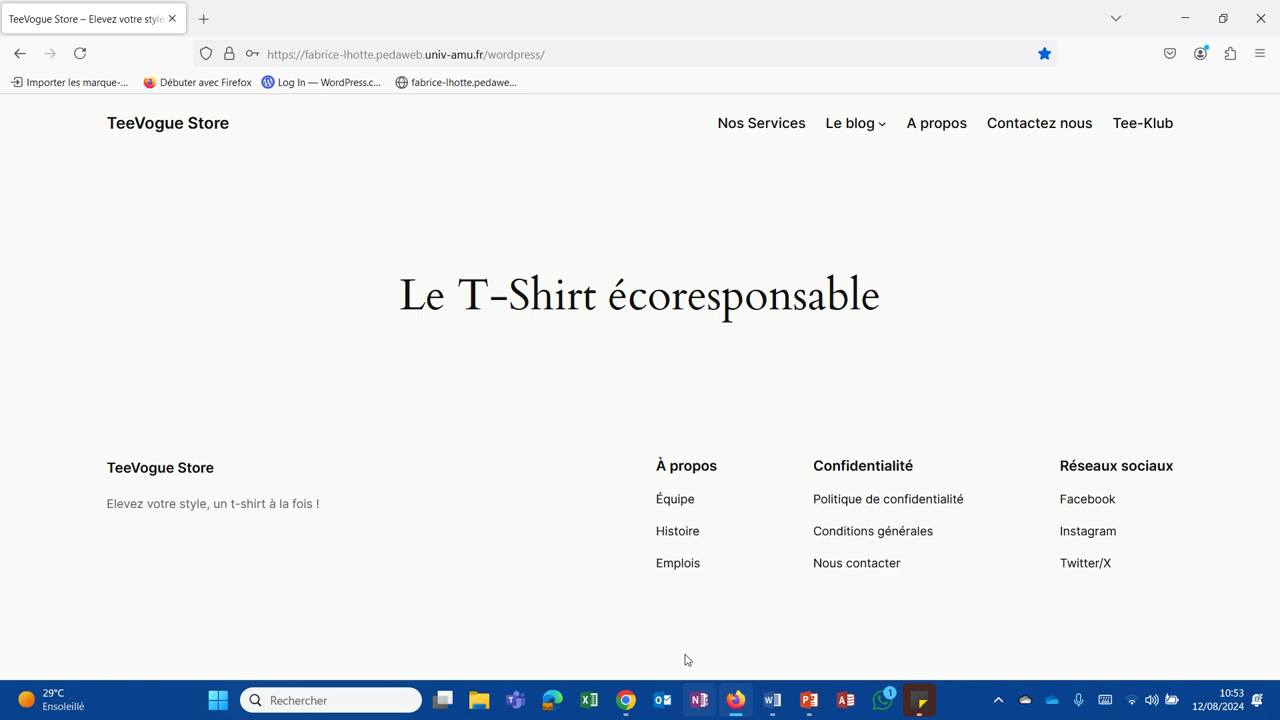 TeeVogue Store – Elevez votre style
https://fabrice-lhotte.pedaweb.univ-amu.fr/wordpress/
Importer les marque-... Débuter avec Firefox Log In — WordPress.c... fabrice-lhotte.pedawe...
TeeVogue Store Nos Services Le blog A propos Contactez nous Tee-Klub
Le T-Shirt écoresponsable
TeeVogue Store À propos Confidentialité Réseaux sociaux
Elevez votre style, un t-shirt à la fois ! Équipe Politique de confidentialité Facebook
Histoire Conditions générales Instagram
Emplois Nous contacter Twitter/X
29°C
Ensoleillé
Rechercher
1
10:53
12/08/2024